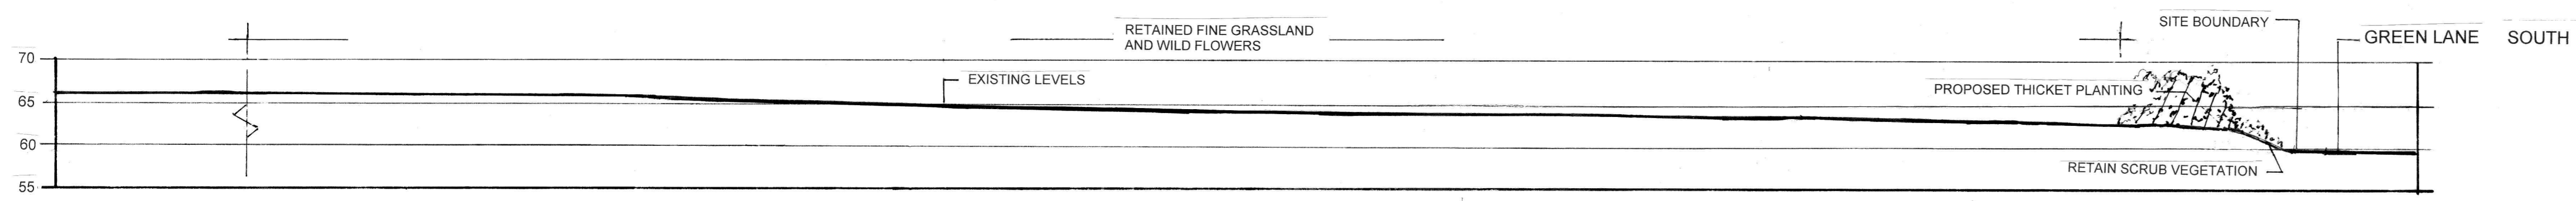 SITE BOUNDARY
RETAINED FINE GRASSLAND
AND WILD FLOWERS
GREEN LANE SOUTH
70
EXISTING LEVELS
PROPOSED THICKET PLANTING
65
60
RETAIN SCRUB VEGETATION
55